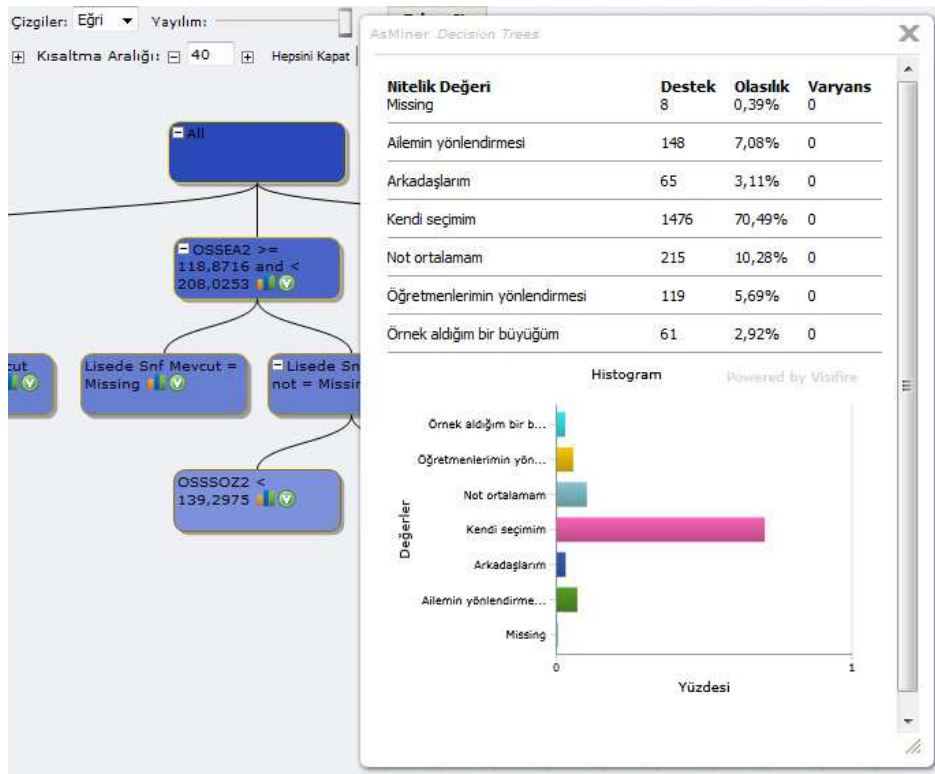 Çizgiler: Eğri Yayılım:
Kısaltma Aralığı: 40 Hepsini Kapat
All
OSSEA2 >=
118,8716 and <
208,0253
Lisede Snf Mevcut =
Missing
Lisede Sn
not = Missin
OSSSOZ2 <
139,2975
AsMiner Decision Trees
Nitelik Değeri Destek Olasılık Varyans
Missing 8 0,39% 0
Ailemin yönlendirmesi 148 7,08% 0
Arkadaşlarım 65 3,11% 0
Kendi seçimim 1476 70,49% 0
Not ortalamam 215 10,28% 0
Öğretmenlerimin yönlendirmesi 119 5,69% 0
Örnek aldığım bir büyüğüm 61 2,92% 0
Histogram
Powered by Visifire
Değerler
Örnek aldığım bir b...
Öğretmenlerimin yön...
Not ortalamam
Kendi seçimim
Arkadaşlarım
Ailemin yönlendirme...
Missing
0 1
Yüzdesi